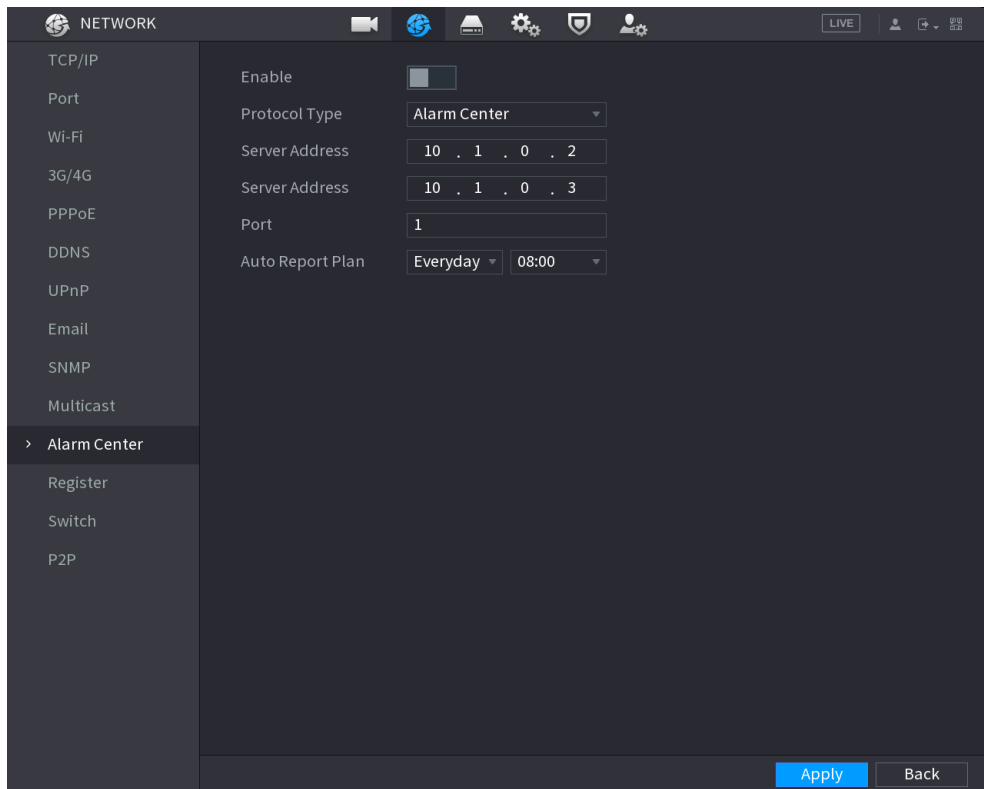 NETWORK
LIVE
TCP/IP
Port
Wi-Fi
3G/4G
PPPoE
DDNS
UPnP
Email
SNMP
Multicast
> Alarm Center
Register
Switch
P2P
Enable
Protocol Type Alarm Center
Server Address 10 . 1 . 0 . 2
Server Address 10 . 1 . 0 . 3
Port 1
Auto Report Plan Everyday 08:00
Apply Back